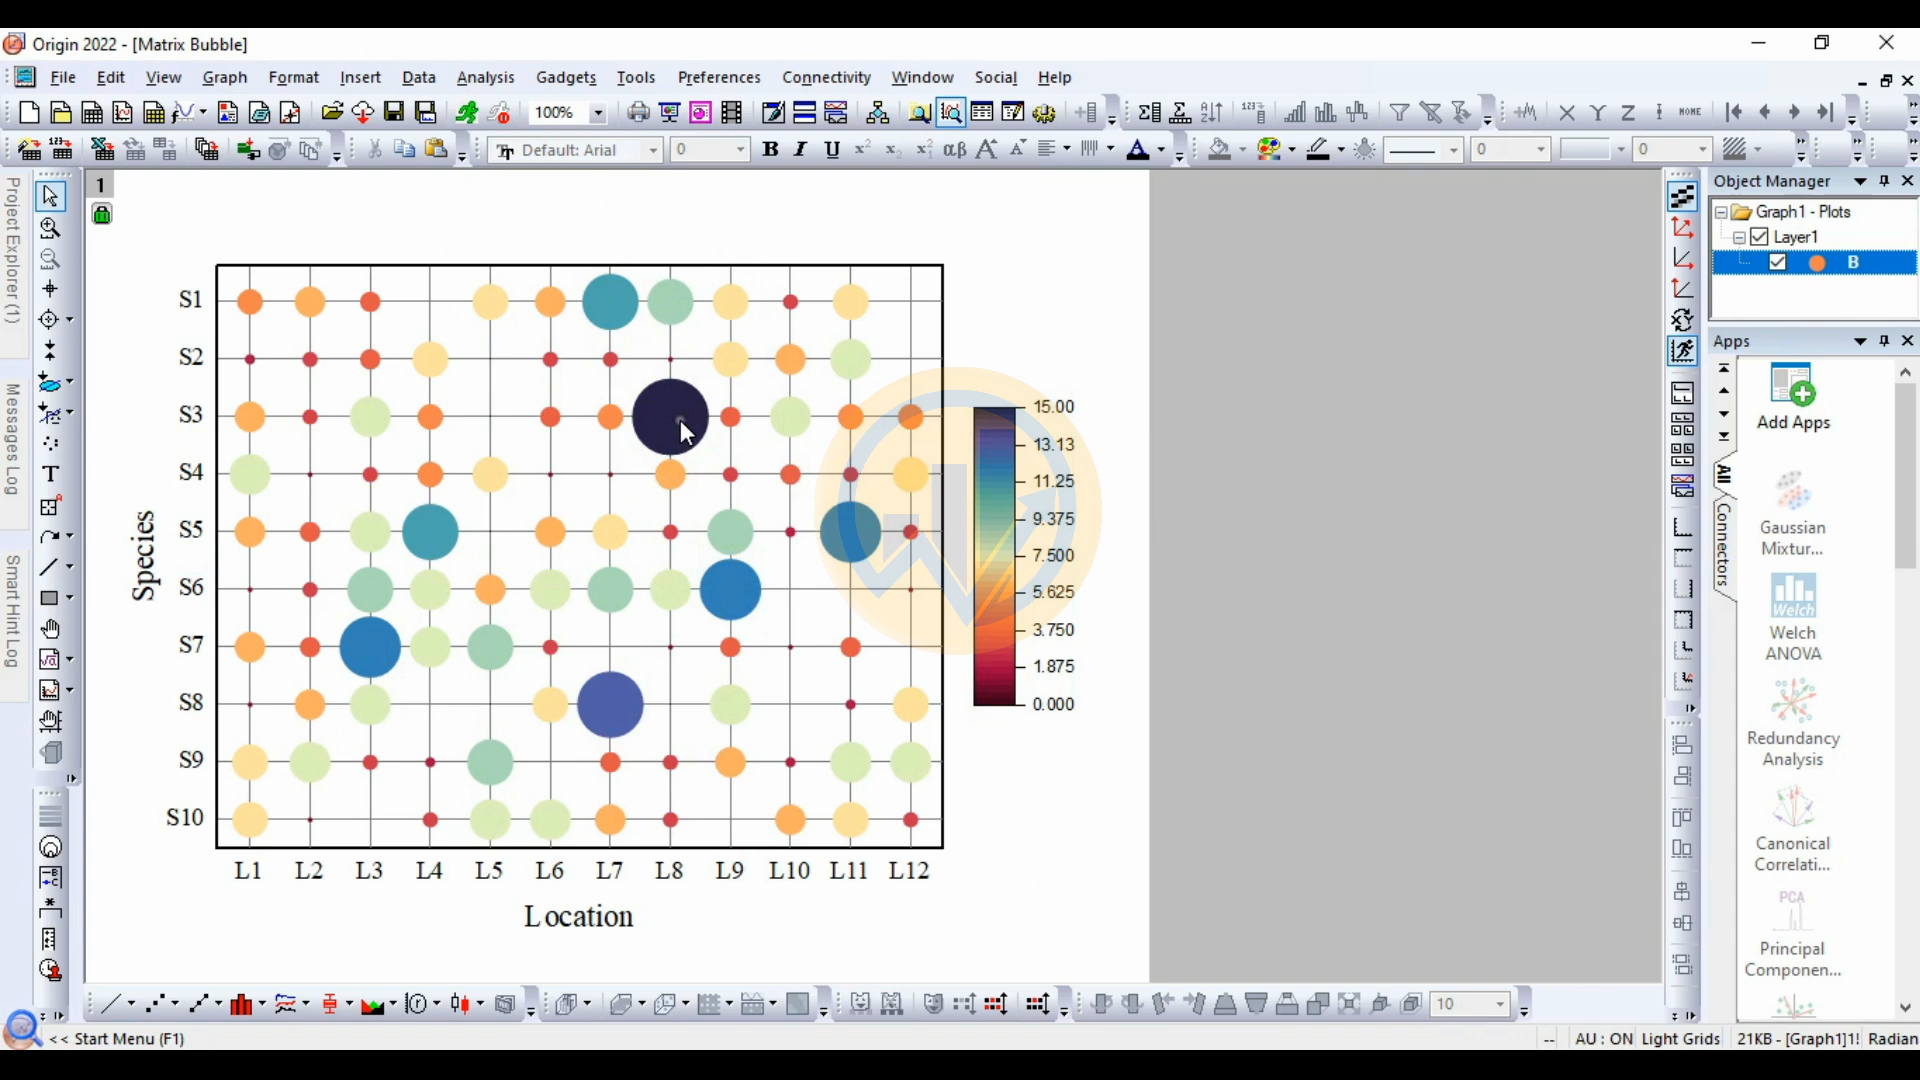 Origin 2022 - [Matrix Bubble]
File Edit View Graph Format Insert Data Analysis Gadgets Tools Preferences Connectivity Window Social Help
100%
HOME
Default: Arial 0 B I U x² x₂ αβ A A A 0 0
Project Explorer (1)
Messages Log
Smart Hint Log
1
T
S1
S2
S3
S4
S5
S6
S7
S8
S9
S10
Species
L1 L2 L3 L4 L5 L6 L7 L8 L9 L10 L11 L12
Location
15.00
13.13
11.25
9.375
7.500
5.625
3.750
1.875
0.000
Object Manager
Graph1 - Plots
Layer1
B
Apps
All
Connectors
Add Apps
Gaussian
Mixtur...
Welch
Welch
ANOVA
Redundancy
Analysis
Canonical
Correlati...
PCA
Principal
Componen...
10
<< Start Menu (F1)
-- AU : ON Light Grids 21KB - [Graph1]1! Radian